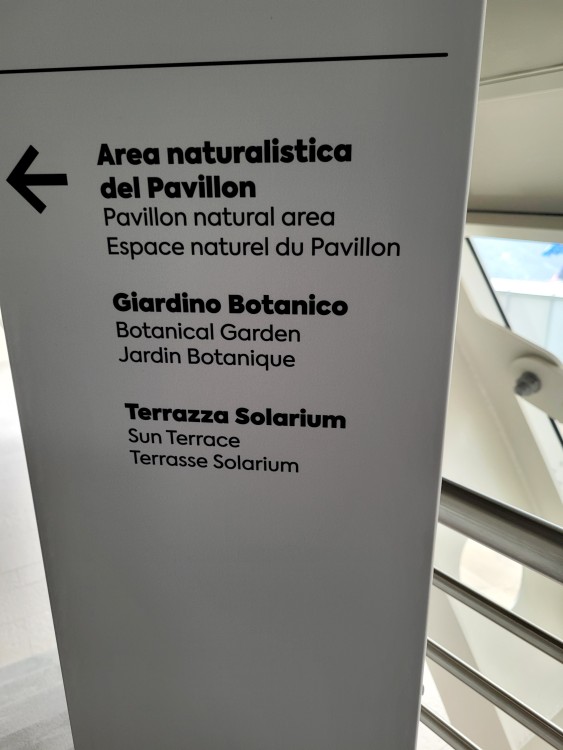 Area naturalistica
del Pavillon
Pavillon natural area
Espace naturel du Pavillon
Giardino Botanico
Botanical Garden
Jardin Botanique
Terrazza Solarium
Sun Terrace
Terrasse Solarium